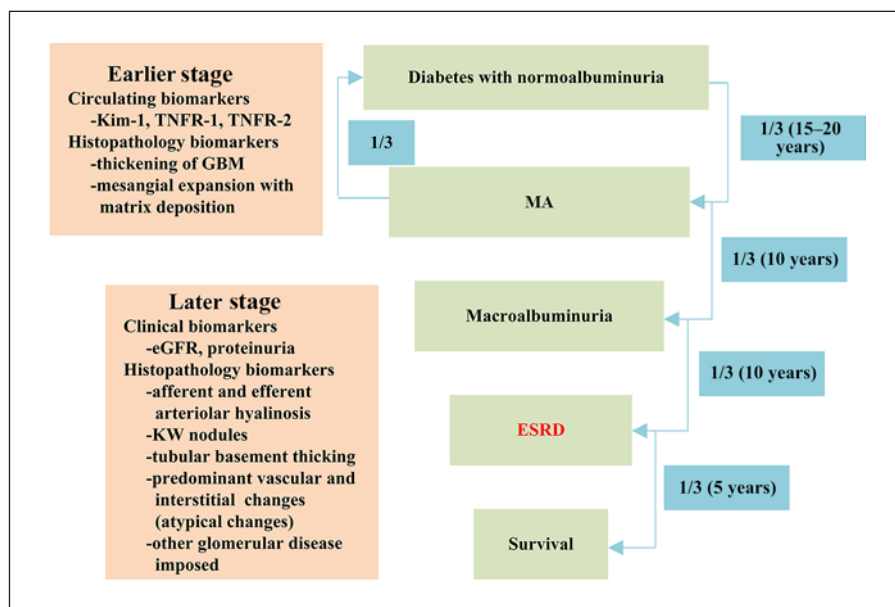 Earlier stage
Circulating biomarkers
-Kim-1, TNFR-1, TNFR-2
Histopathology biomarkers
-thickening of GBM
-mesangial expansion with
matrix deposition
Diabetes with normoalbuminuria
1/3
1/3 (15–20
years)
MA
1/3 (10 years)
Later stage
Clinical biomarkers
-eGFR, proteinuria
Histopathology biomarkers
-afferent and efferent
arteriolar hyalinosis
-KW nodules
-tubular basement thicking
-predominant vascular and
interstitial changes
(atypical changes)
-other glomerular disease
imposed
Macroalbuminuria
1/3 (10 years)
ESRD
1/3 (5 years)
Survival